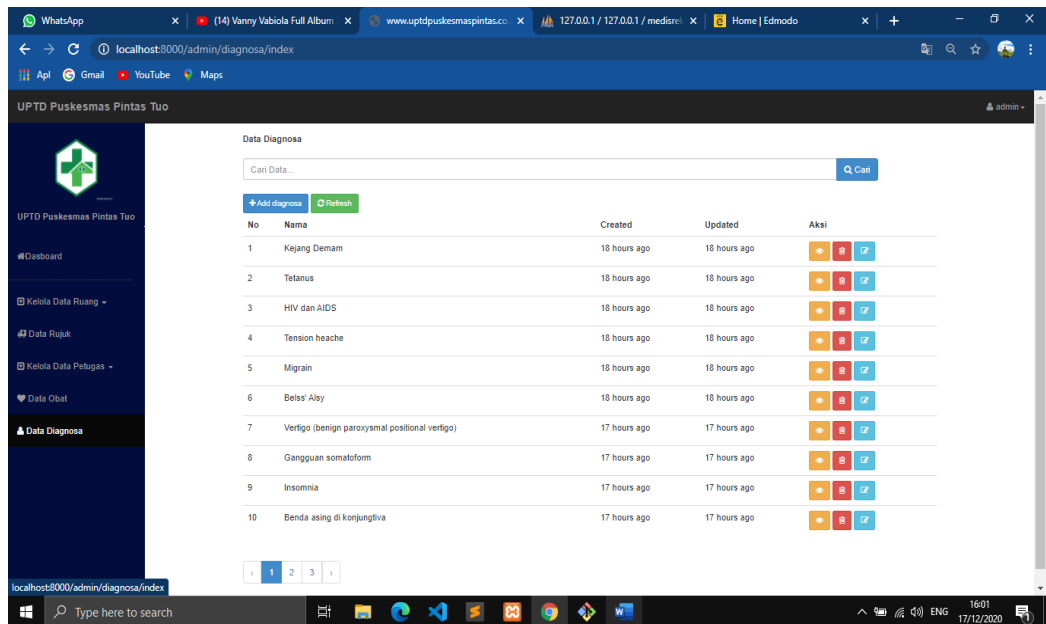 WhatsApp
(14) Vanny Vabiola Full Album
www.uptdpuskesmaspintas.co
127.0.0.1 / 127.0.0.1 / medisrek
Home | Edmodo
localhost:8000/admin/diagnosa/index
Apl Gmail YouTube Maps
UPTD Puskesmas Pintas Tuo
admin
UPTD Puskesmas Pintas Tuo
Dasboard
Kelola Data Ruang
Data Rujuk
Kelola Data Petugas
Data Obat
Data Diagnosa
Data Diagnosa
Cari Data...
Cari
Add diagnosa Refresh
No Nama Created Updated Aksi
1 Kejang Demam 18 hours ago 18 hours ago
2 Tetanus 18 hours ago 18 hours ago
3 HIV dan AIDS 18 hours ago 18 hours ago
4 Tension heache 18 hours ago 18 hours ago
5 Migrain 18 hours ago 18 hours ago
6 Belss' Alsy 18 hours ago 18 hours ago
7 Vertigo (benign paroxysmal positional vertigo) 17 hours ago 17 hours ago
8 Gangguan somatoform 17 hours ago 17 hours ago
9 Insomnia 17 hours ago 17 hours ago
10 Benda asing di konjungtiva 17 hours ago 17 hours ago
‹ 1 2 3 ›
localhost:8000/admin/diagnosa/index
Type here to search
ENG
16:01
17/12/2020